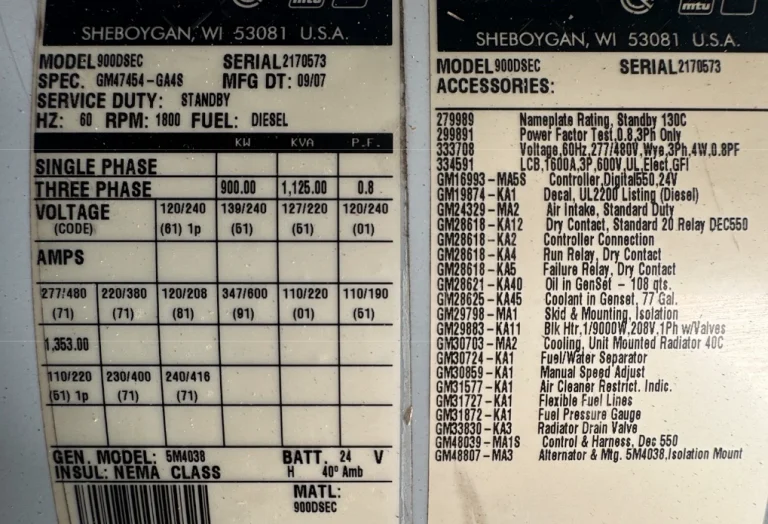 SHEBOYGAN, WI 53081 U.S.A.
MODEL 900DSEC SERIAL 2170573
SPEC. GM47454-GA4S MFG DT: 09/07
SERVICE DUTY: STANDBY
HZ: 60 RPM: 1800 FUEL: DIESEL
KW KVA P.F.
SINGLE PHASE
THREE PHASE 900.00 1,125.00 0.8
VOLTAGE 120/240 139/240 127/220 120/240
(CODE) (61) 1p (51) (51) (01)
AMPS
277/480 220/380 120/208 347/600 110/220 110/190
(71) (71) (81) (91) (01) (51)
1,353.00
110/220 230/400 240/416
(61) 1p (71) (71)
GEN. MODEL: 5M4038 BATT. 24 V
INSUL: NEMA CLASS H 40° Amb
MATL:
900DSEC
mtu
SHEBOYGAN, WI 53081 U.S.A.
MODEL 900DSEC SERIAL 2170573
ACCESSORIES:
279989 Nameplate Rating, Standby 130C
299891 Power Factor Test,0.8,3Ph Only
333708 Voltage,60Hz,277/480V,Wye,3Ph,4W,0.8PF
334591 LCB,1600A,3P,600V,UL,Elect,GFI
GM16993-MA5S Controller,Digital550,24V
GM19874-KA1 Decal, UL2200 Listing (Diesel)
GM24329-MA2 Air Intake, Standard Duty
GM28618-KA12 Dry Contact, Standard 20 Relay DEC550
GM28618-KA2 Controller Connection
GM28618-KA4 Run Relay, Dry Contact
GM28618-KA5 Failure Relay, Dry Contact
GM28621-KA40 Oil in GenSet - 108 qts.
GM28625-KA45 Coolant in Genset, 77 Gal.
GM29798-MA1 Skid & Mounting, Isolation
GM29883-KA11 Blk Htr,1/9000W,208V,1Ph w/Valves
GM30703-MA2 Cooling, Unit Mounted Radiator 40C
GM30724-KA1 Fuel/Water Separator
GM30859-KA1 Manual Speed Adjust
GM31577-KA1 Air Cleaner Restrict. Indic.
GM31727-KA1 Flexible Fuel Lines
GM31872-KA1 Fuel Pressure Gauge
GM33830-KA3 Radiator Drain Valve
GM48039-MA1S Control & Harness, Dec 550
GM48807-MA3 Alternator & Mtg. 5M4038,Isolation Mount